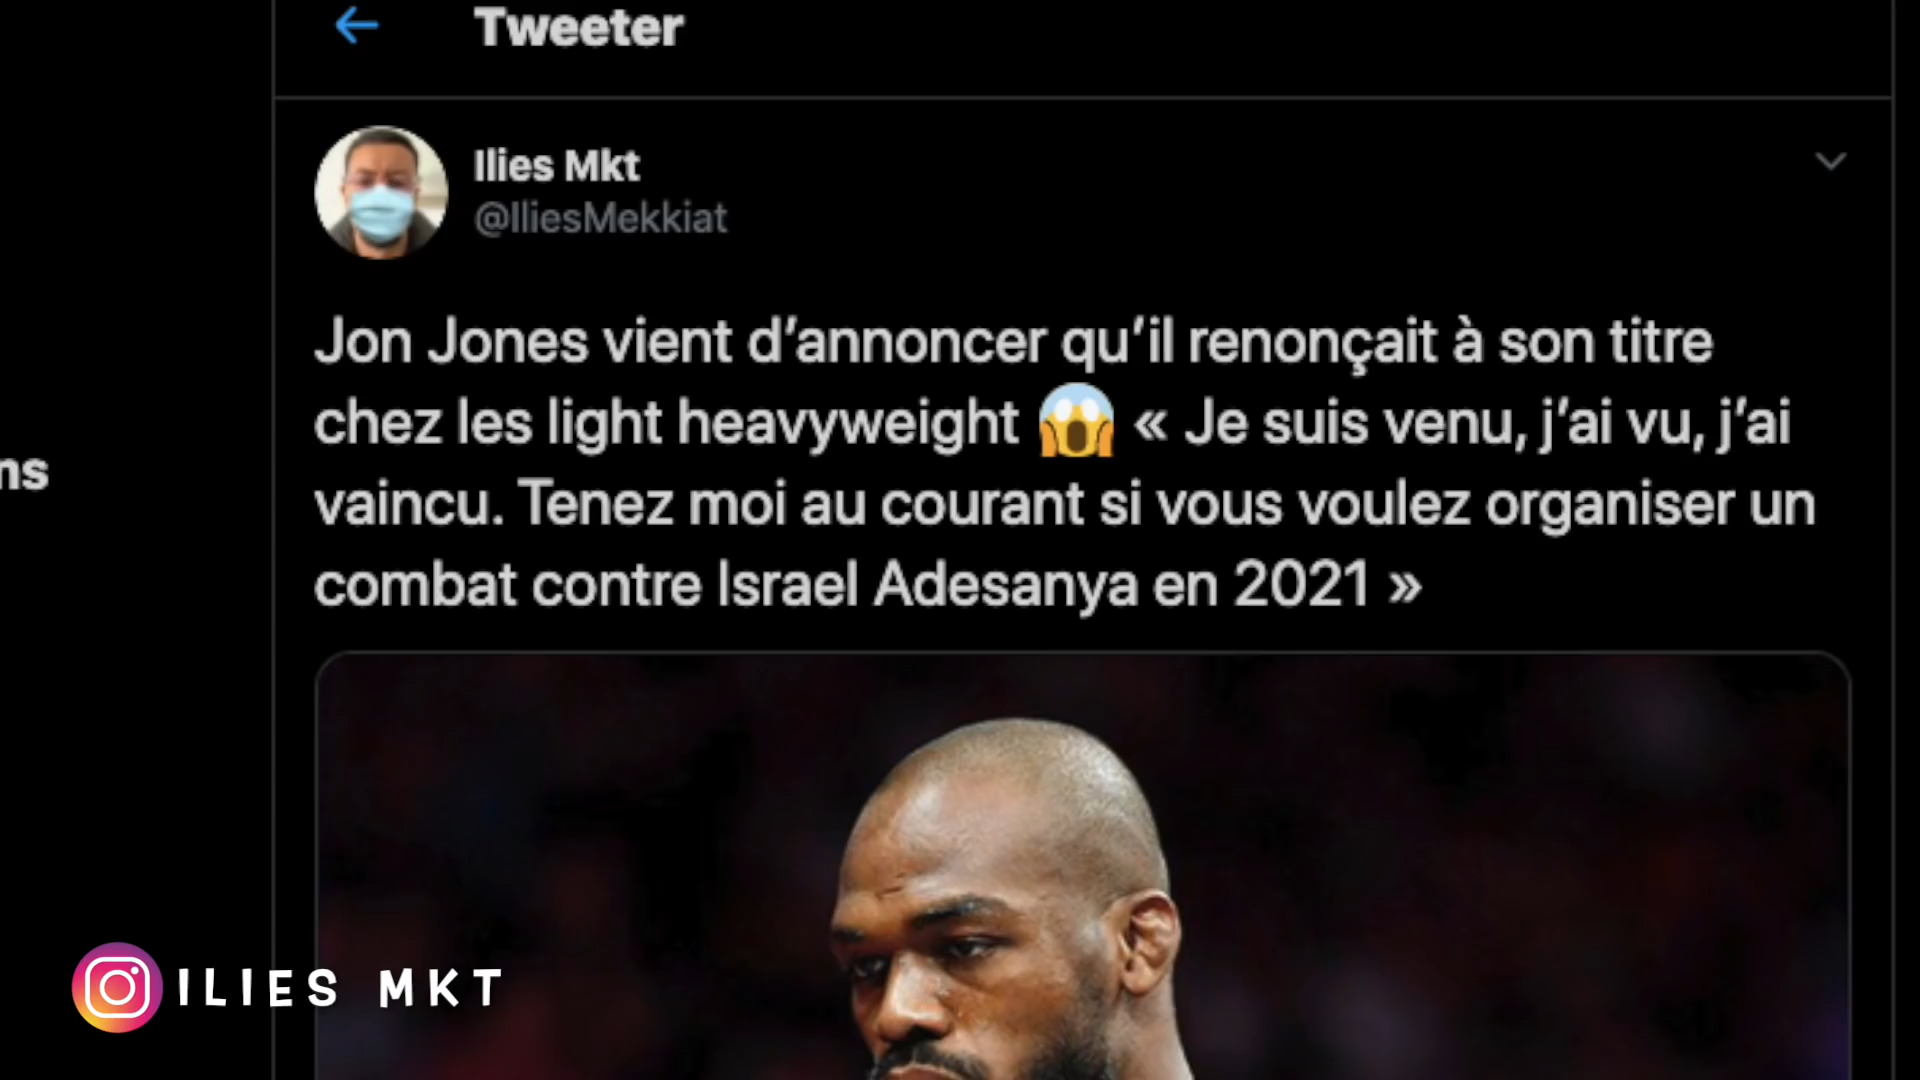 Tweeter
Ilies Mkt
@IliesMekkiat
Jon Jones vient d’annoncer qu’il renonçait à son titre
chez les light heavyweight 😱 « Je suis venu, j’ai vu, j’ai
vaincu. Tenez moi au courant si vous voulez organiser un
combat contre Israel Adesanya en 2021 »
ns
ILIES MKT